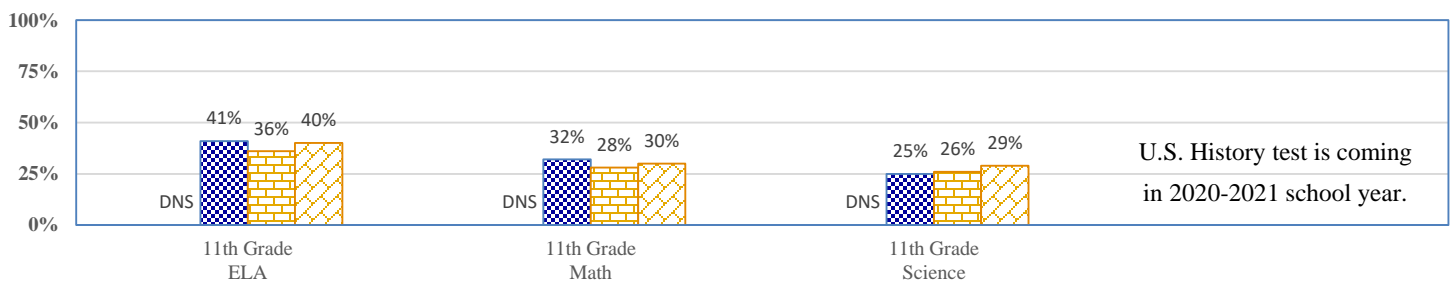 100%
75%
50%
25%
0%
DNS
41%
36%
40%
DNS
32%
28%
30%
DNS
25%
26%
29%
11th Grade
ELA
11th Grade
Math
11th Grade
Science
U.S. History test is coming
in 2020-2021 school year.